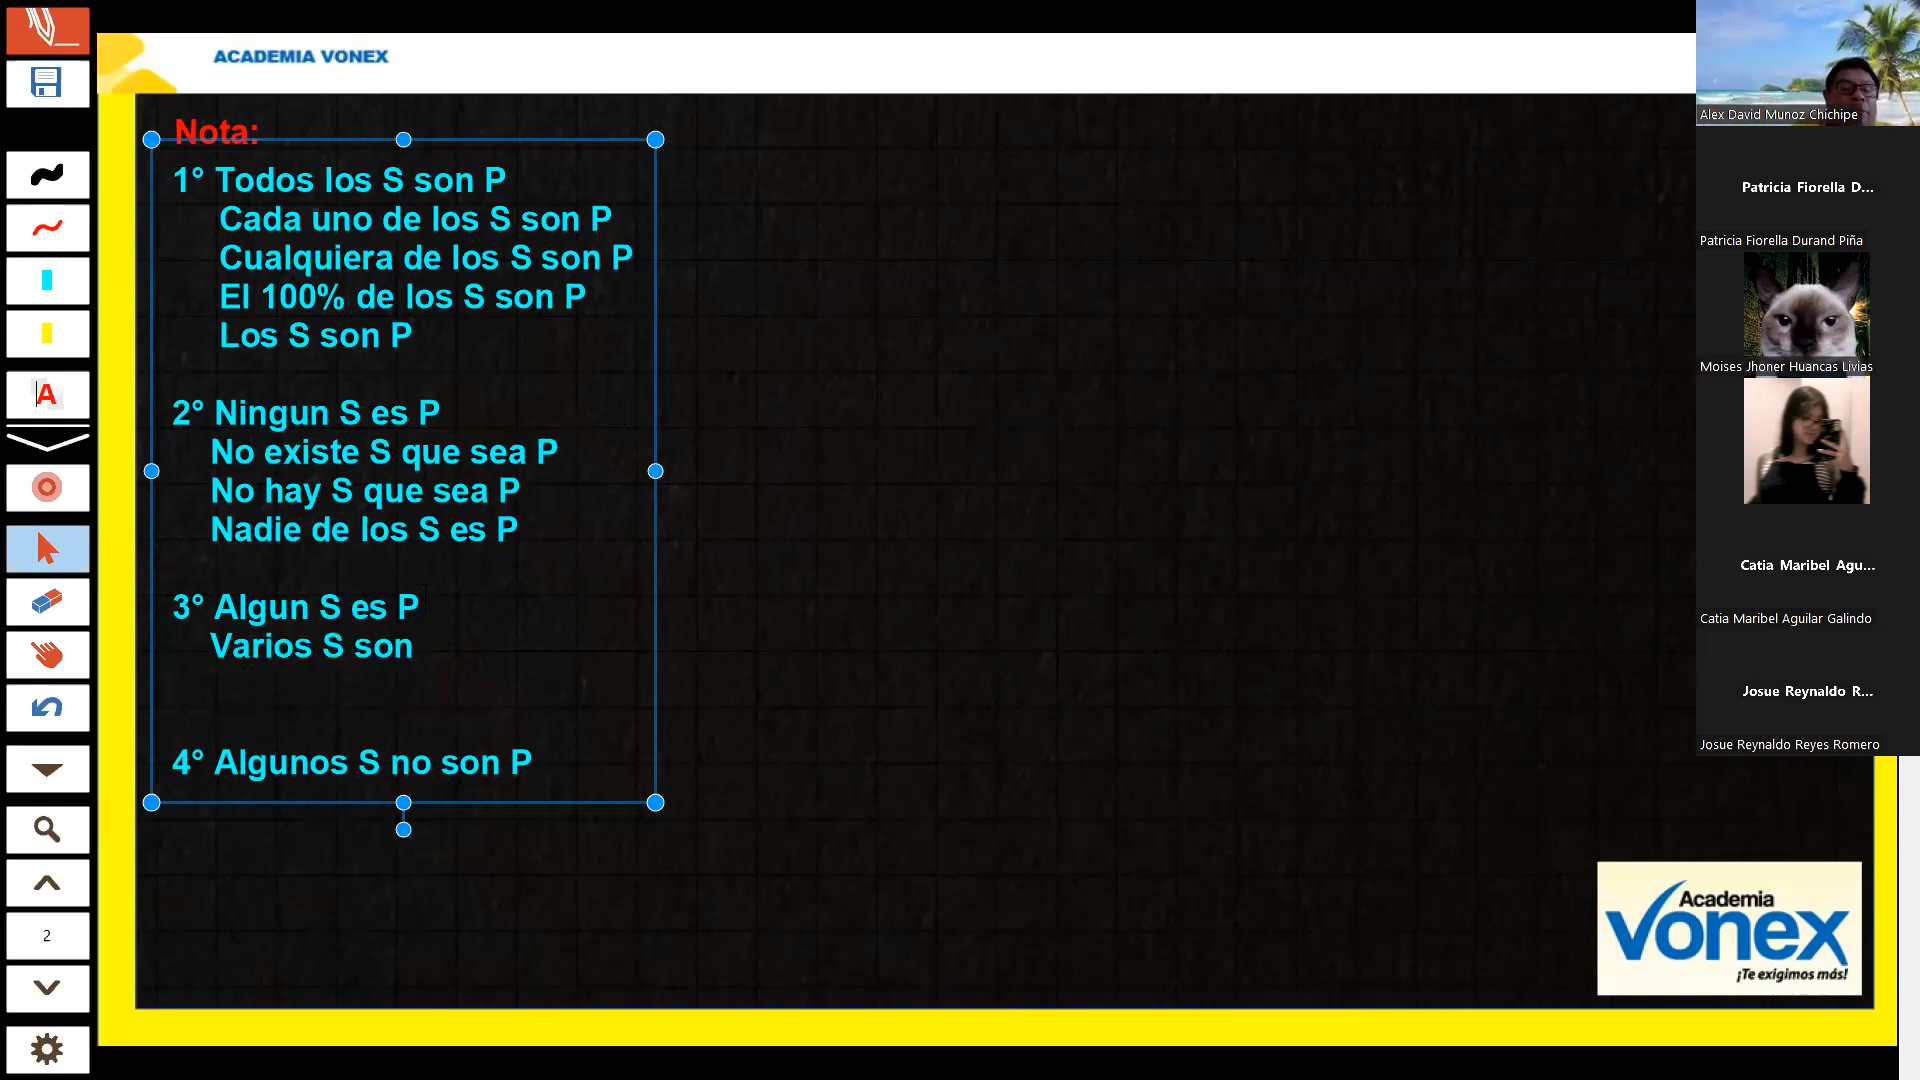 ACADEMIA VONEX
Nota:
1° Todos los S son P
Cada uno de los S son P
Cualquiera de los S son P
El 100% de los S son P
Los S son P
2° Ningun S es P
No existe S que sea P
No hay S que sea P
Nadie de los S es P
3° Algun S es P
Varios S son
4° Algunos S no son P
A
2
Alex David Munoz Chichipe
Patricia Fiorella D...
Patricia Fiorella Durand Piña
Moises Jhoner Huancas Livias
Catia Maribel Agu...
Catia Maribel Aguilar Galindo
Josue Reynaldo R...
Josue Reynaldo Reyes Romero
Academia
Vonex
¡Te exigimos más!